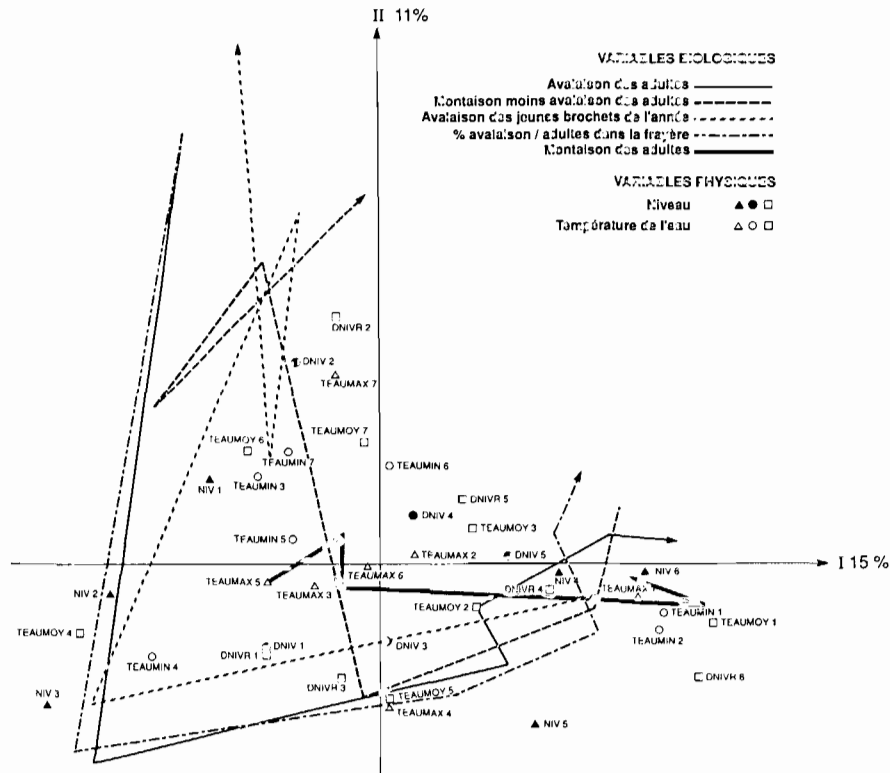 II 11%
VARIABLES BIOLOGIQUES
Avalaison des adultes
Montaison moins avalaison des adultes
Avalaison des jeunes brochets de l'année
% avalaison / adultes dans la frayère
Montaison des adultes
VARIABLES PHYSIQUES
Niveau
Température de l'eau
DNIVR 2
DNIV 2
TEAUMAX 7
TEAUMOY 7
TEAUMOY 6
TEAUMIN 7
TEAUMIN 6
TEAUMIN 3
NIV 1
DNIVR 5
DNIV 4
TEAUMOY 3
TEAUMIN 5
TEAUMAX 2
DNIV 5
I 15 %
TEAUMAX 6
NIV 4
NIV 6
TEAUMAX 5
TEAUMAX 3
DNIVR 4
TEAUMAX 1
NIV 2
TEAUMOY 2
TEAUMIN 1
TEAUMOY 1
TEAUMOY 4
TEAUMIN 2
DNIV 1
DNIV 3
DNIVR 1
TEAUMIN 4
DNIVR 3
DNIVR 6
TEAUMOY 5
NIV 3
TEAUMAX 4
NIV 5